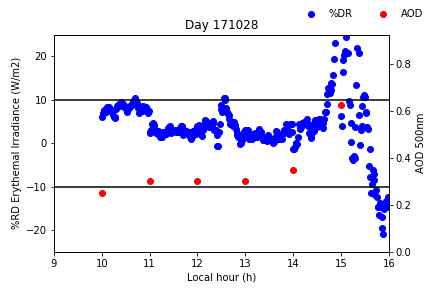 %DR AOD
Day 171028
%RD Erythemal Irradiance (W/m2)
20
10
0
−10
−20
0.8
0.6
0.4
0.2
0.0
AOD 500nm
9 10 11 12 13 14 15 16
Local hour (h)